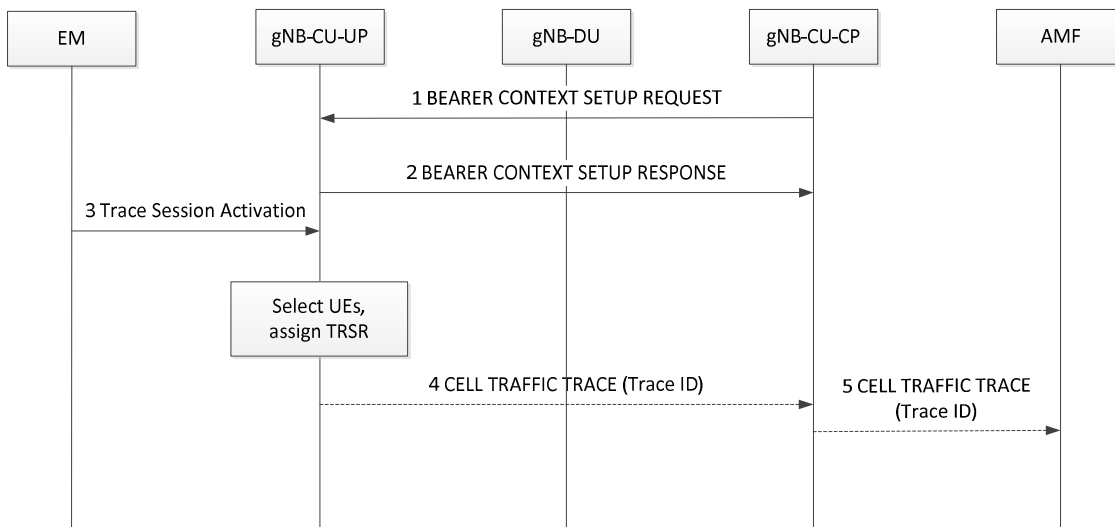 EM
gNB-CU-UP
gNB-DU
gNB-CU-CP
AMF
1 BEARER CONTEXT SETUP REQUEST
2 BEARER CONTEXT SETUP RESPONSE
3 Trace Session Activation
Select UEs,
assign TRSR
4 CELL TRAFFIC TRACE (Trace ID)
5 CELL TRAFFIC TRACE
(Trace ID)